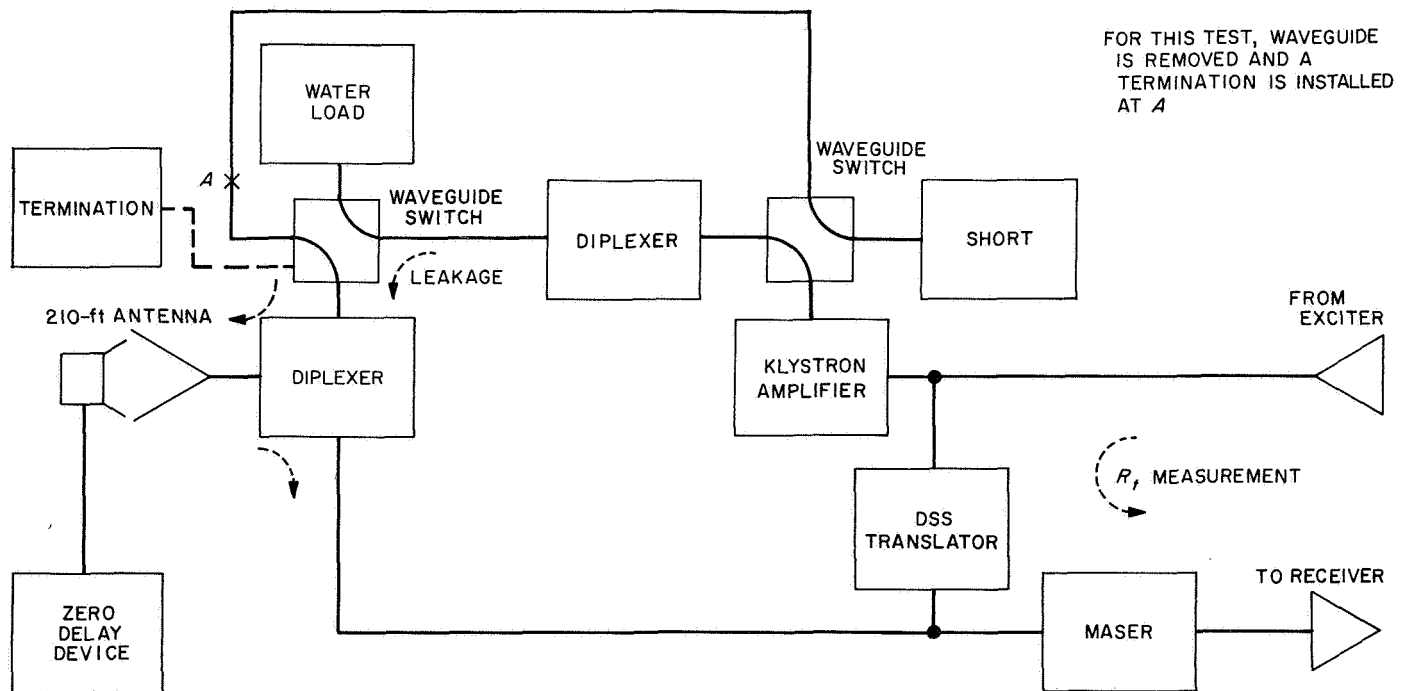 FOR THIS TEST, WAVEGUIDE
IS REMOVED AND A
TERMINATION IS INSTALLED
AT A
WATER
LOAD
WAVEGUIDE
SWITCH
A
TERMINATION
WAVEGUIDE
SWITCH
DIPLEXER
SHORT
LEAKAGE
210-ft ANTENNA
FROM
EXCITER
DIPLEXER
KLYSTRON
AMPLIFIER
Rt MEASUREMENT
DSS
TRANSLATOR
ZERO
DELAY
DEVICE
MASER
TO RECEIVER